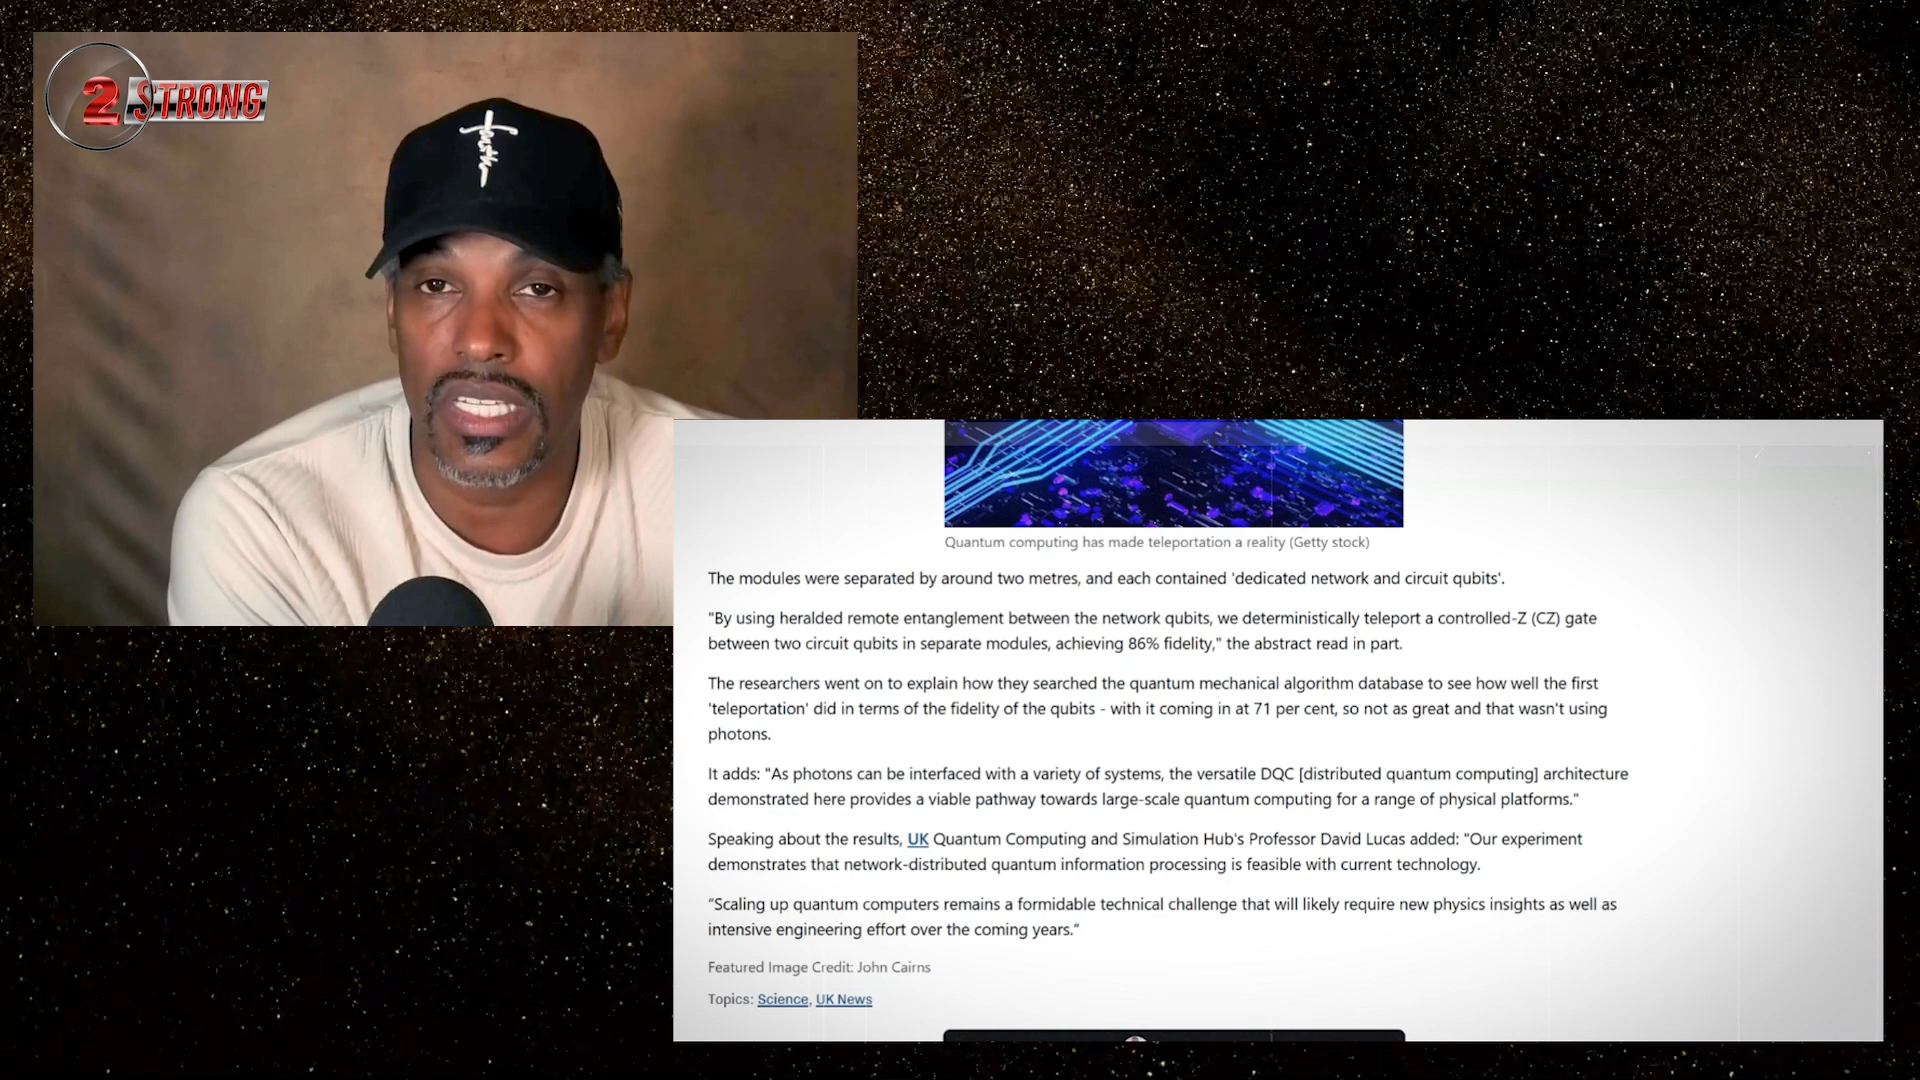 2 STRONG
Jesus
Quantum computing has made teleportation a reality (Getty stock)
The modules were separated by around two metres, and each contained 'dedicated network and circuit qubits'.
"By using heralded remote entanglement between the network qubits, we deterministically teleport a controlled-Z (CZ) gate
between two circuit qubits in separate modules, achieving 86% fidelity," the abstract read in part.
The researchers went on to explain how they searched the quantum mechanical algorithm database to see how well the first
'teleportation' did in terms of the fidelity of the qubits - with it coming in at 71 per cent, so not as great and that wasn't using
photons.
It adds: "As photons can be interfaced with a variety of systems, the versatile DQC [distributed quantum computing] architecture
demonstrated here provides a viable pathway towards large-scale quantum computing for a range of physical platforms."
Speaking about the results, UK Quantum Computing and Simulation Hub's Professor David Lucas added: "Our experiment
demonstrates that network-distributed quantum information processing is feasible with current technology.
“Scaling up quantum computers remains a formidable technical challenge that will likely require new physics insights as well as
intensive engineering effort over the coming years.”
Featured Image Credit: John Cairns
Topics: Science, UK News